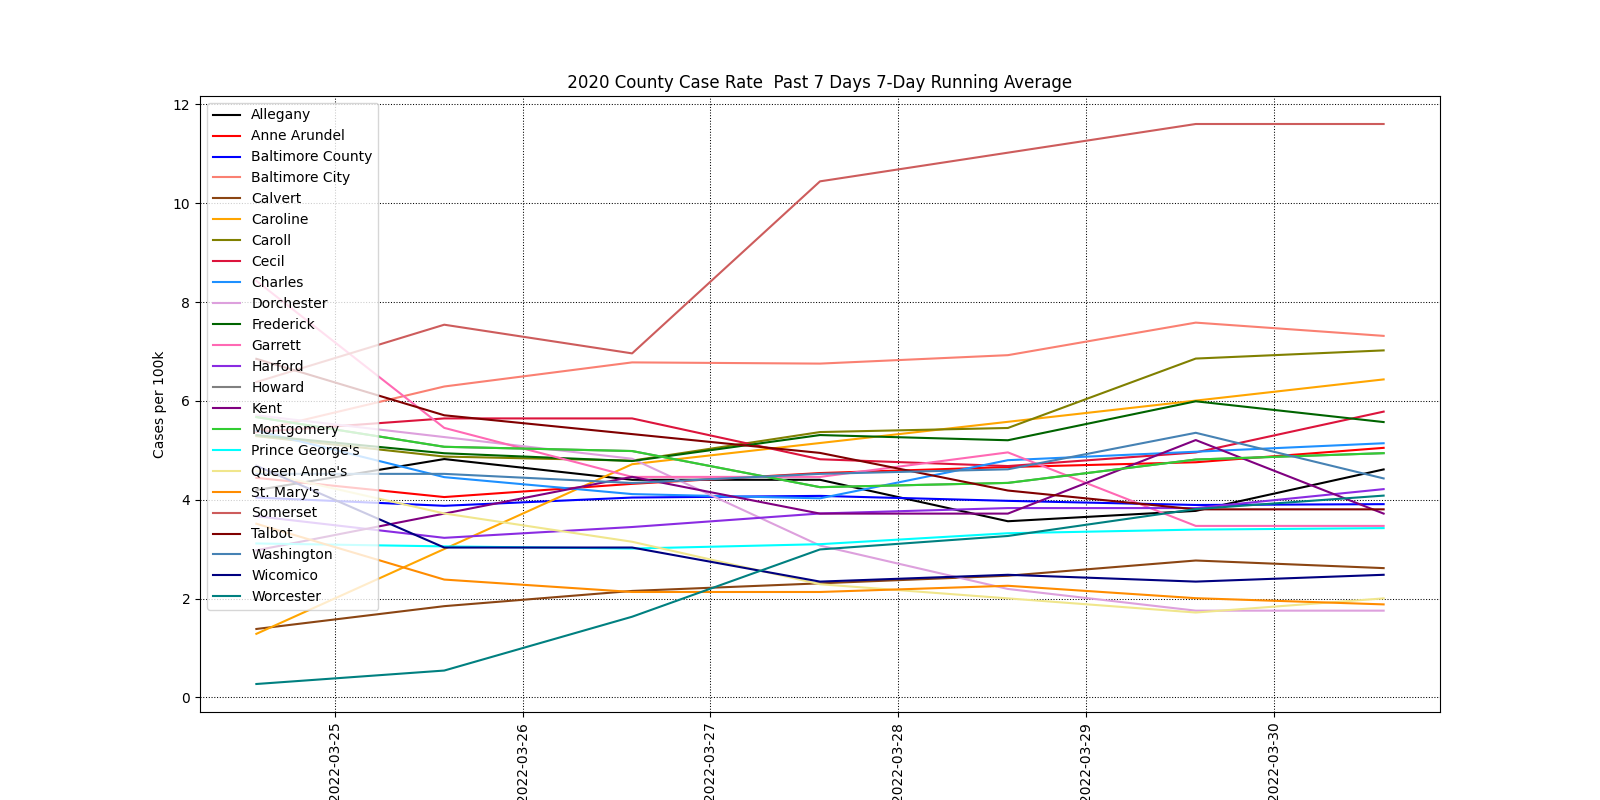 2020 County Case Rate  Past 7 Days 7-Day Running Average
Cases per 100k
12
10
8
6
4
2
0
Allegany
Anne Arundel
Baltimore County
Baltimore City
Calvert
Caroline
Caroll
Cecil
Charles
Dorchester
Frederick
Garrett
Harford
Howard
Kent
Montgomery
Prince George's
Queen Anne's
St. Mary's
Somerset
Talbot
Washington
Wicomico
Worcester
2022-03-25
2022-03-26
2022-03-27
2022-03-28
2022-03-29
2022-03-30